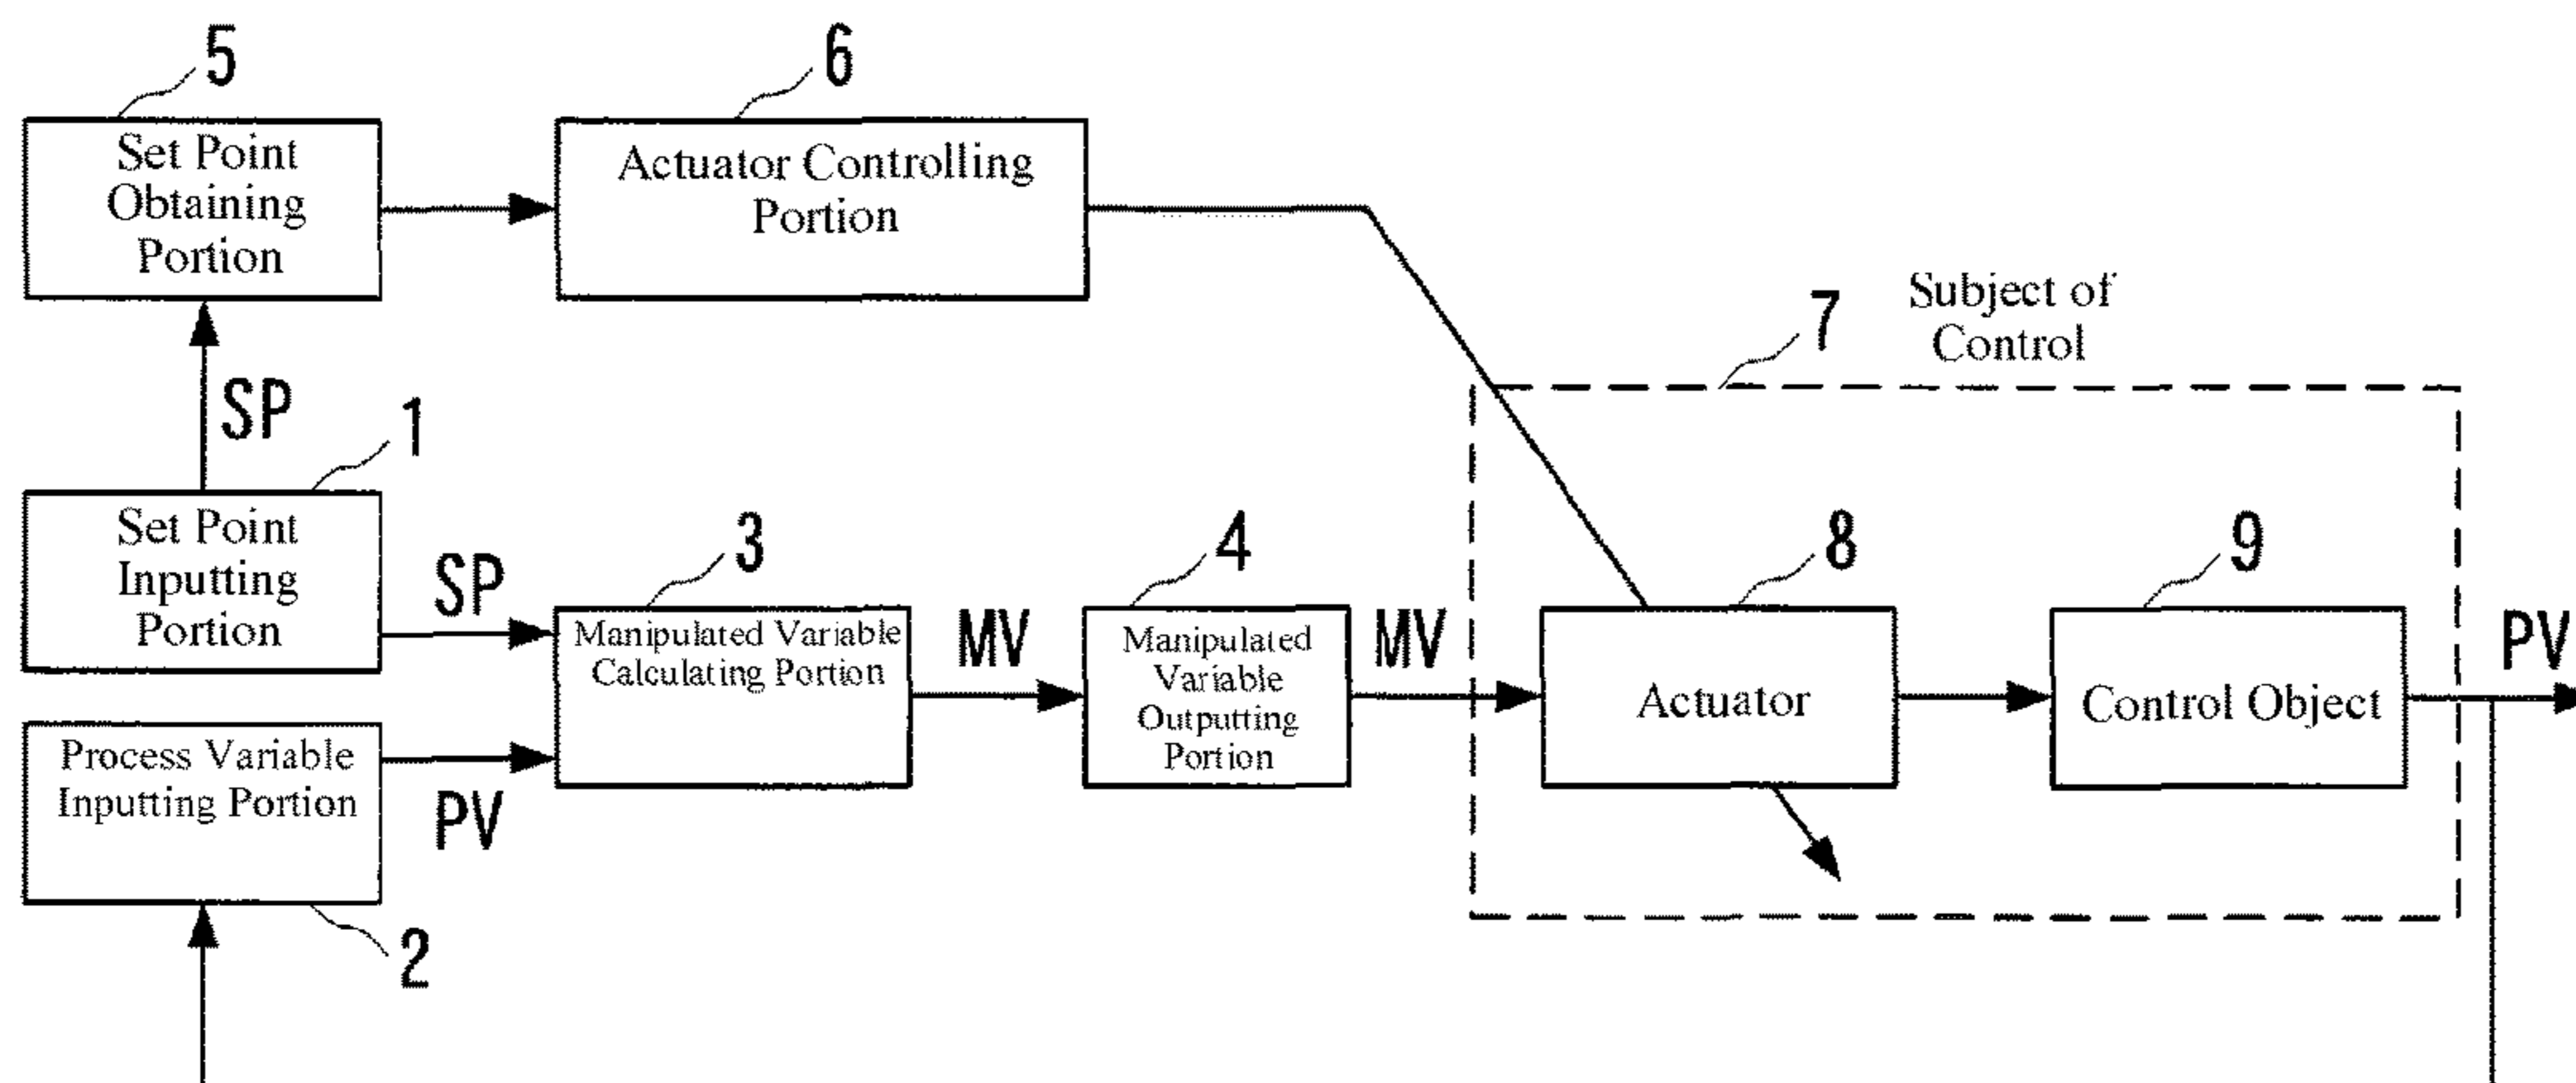 5
6
Set Point
Obtaining
Portion
Actuator Controlling
Portion
7
Subject of
Control
SP
1
Set Point
Inputting
Portion
SP
3
4
8
9
Manipulated Variable
Calculating Portion
MV
Manipulated
Variable
Outputting
Portion
MV
Actuator
Control Object
PV
Process Variable
Inputting Portion
PV
2